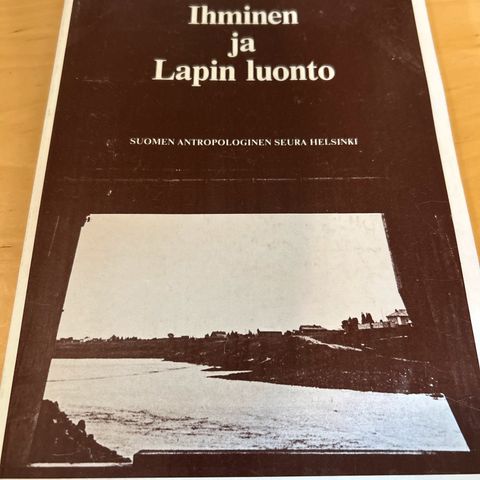 Ihminen
ja
Lapin luonto
SUOMEN ANTROPOLOGINEN SEURA HELSINKI